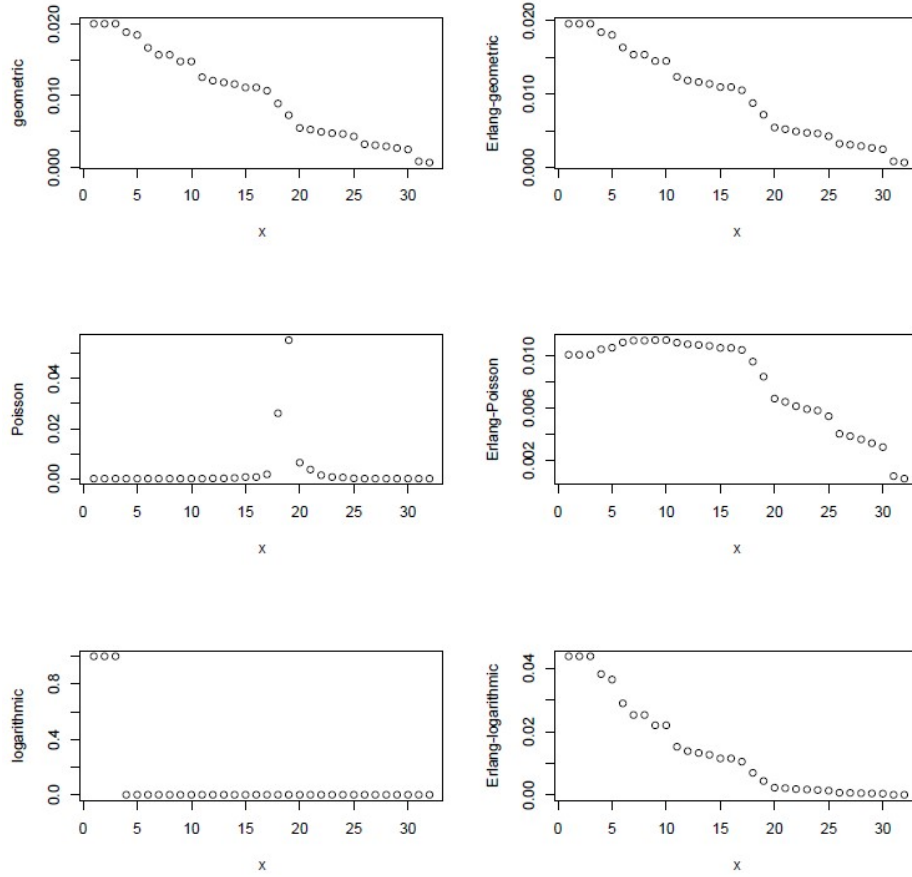 geometric
0.000 0.010 0.020
0 5 10 15 20 25 30
x
Erlang-geometric
0.000 0.010 0.020
0 5 10 15 20 25 30
x
Poisson
0.00 0.02 0.04
0 5 10 15 20 25 30
x
Erlang-Poisson
0.002 0.006 0.010
0 5 10 15 20 25 30
x
logarithmic
0.0 0.4 0.8
0 5 10 15 20 25 30
x
Erlang-logarithmic
0.00 0.02 0.04
0 5 10 15 20 25 30
x